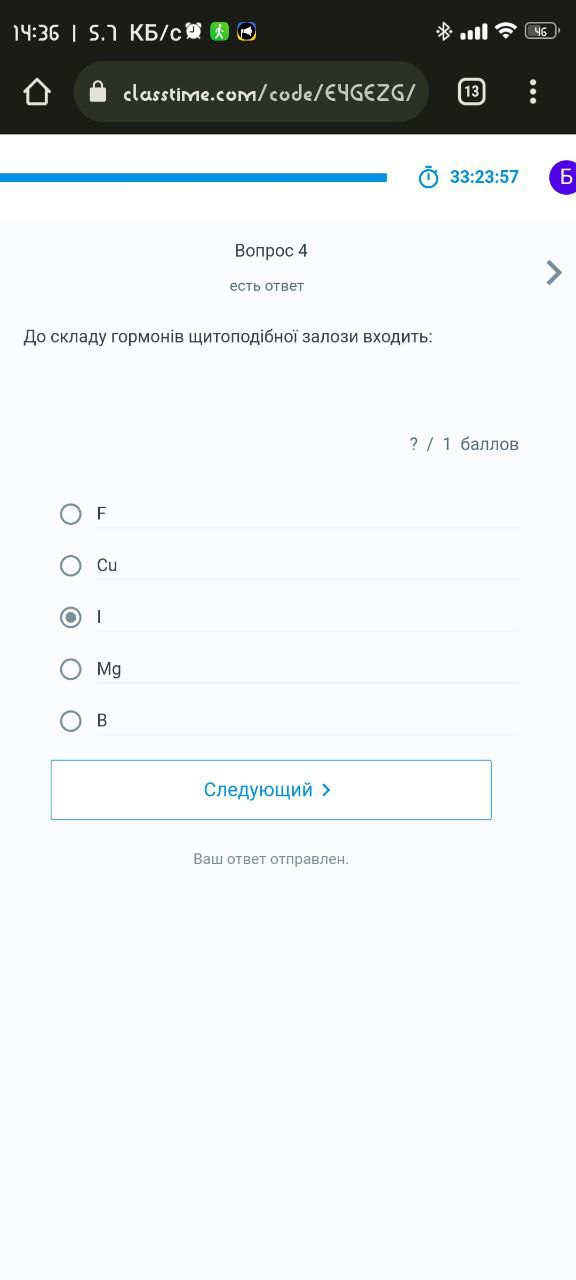 14:36 | 5.7 КБ/с
46
classtime.com/code/E4GEZG/
13
33:23:57
Б
Вопрос 4
есть ответ
До складу гормонів щитоподібної залози входить:
? / 1 баллов
F
Cu
I
Mg
B
Следующий
Ваш ответ отправлен.